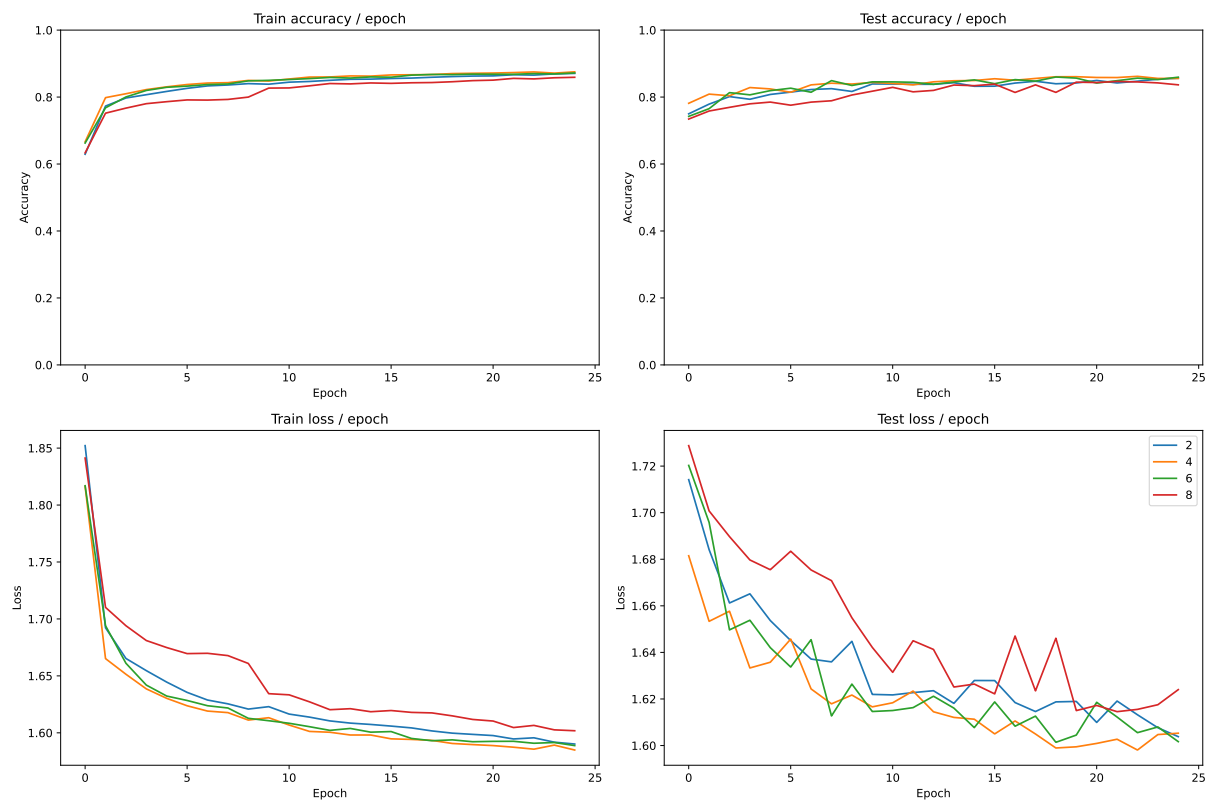 Train accuracy / epoch
1.0
0.8
0.6
0.4
0.2
0.0
Accuracy
0 5 10 15 20 25
Epoch
Test accuracy / epoch
1.0
0.8
0.6
0.4
0.2
0.0
Accuracy
0 5 10 15 20 25
Epoch
Train loss / epoch
1.85
1.80
1.75
1.70
1.65
1.60
Loss
0 5 10 15 20 25
Epoch
Test loss / epoch
1.72
1.70
1.68
1.66
1.64
1.62
1.60
Loss
0 5 10 15 20 25
Epoch
2
4
6
8